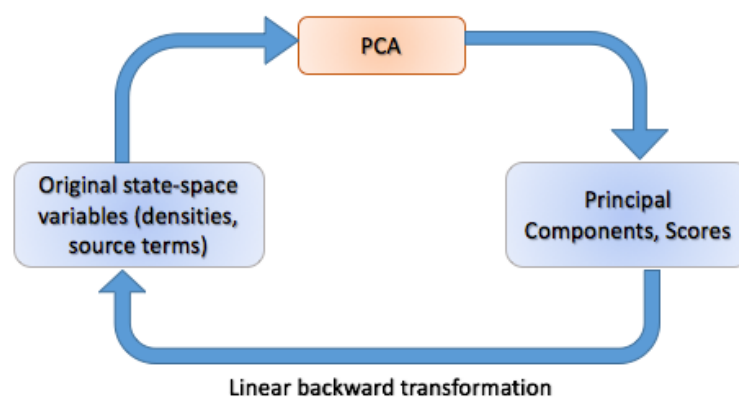 PCA
Original state-space
variables (densities,
source terms)
Principal
Components, Scores
Linear backward transformation